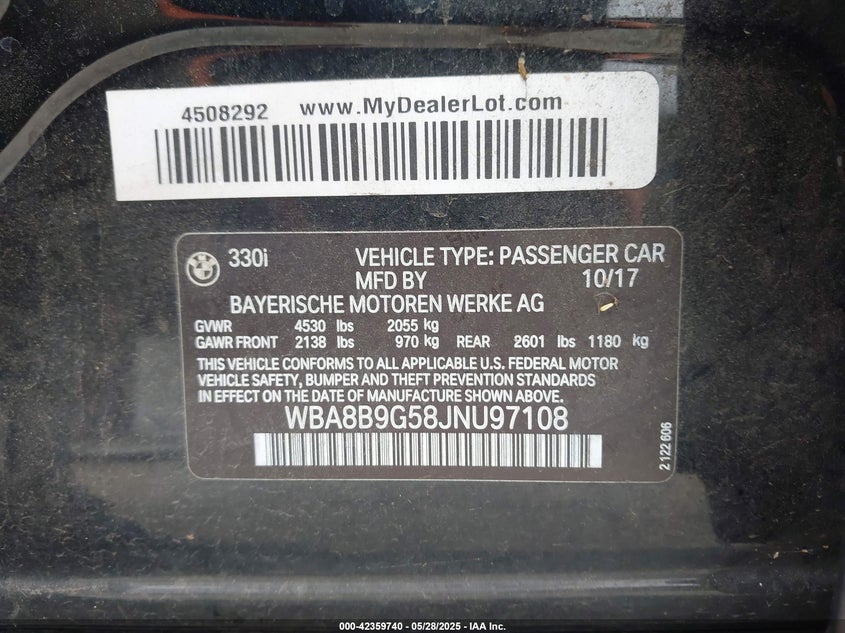 4508292 www.MyDealerLot.com
330i VEHICLE TYPE: PASSENGER CAR
MFD BY 10/17
BAYERISCHE MOTOREN WERKE AG
GVWR 4530 lbs 2055 kg
GAWR FRONT 2138 lbs 970 kg REAR 2601 lbs 1180 kg
THIS VEHICLE CONFORMS TO ALL APPLICABLE U.S. FEDERAL MOTOR
VEHICLE SAFETY, BUMPER AND THEFT PREVENTION STANDARDS
IN EFFECT ON THE DATE OF MANUFACTURE SHOWN ABOVE.
WBA8B9G58JNU97108
2 122 606
000-42359740 - 05/28/2025 - IAA Inc.